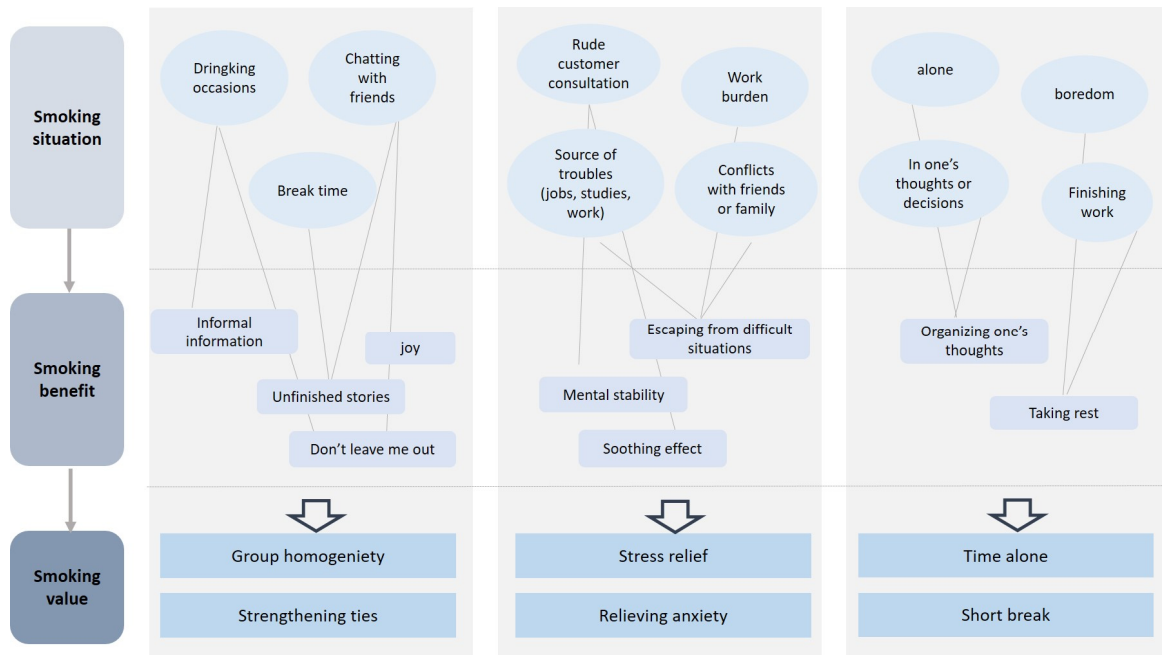 Smoking
situation
Dringking
occasions
Chatting
with
friends
Break time
Rude
customer
consultation
Work
burden
Source of
troubles
(jobs, studies,
work)
Conflicts
with friends
or family
alone
boredom
In one's
thoughts or
decisions
Finishing
work
Smoking
benefit
Informal
information
joy
Unfinished stories
Don't leave me out
Escaping from difficult
situations
Mental stability
Soothing effect
Organizing one's
thoughts
Taking rest
Smoking
value
Group homogeniety
Strengthening ties
Stress relief
Relieving anxiety
Time alone
Short break